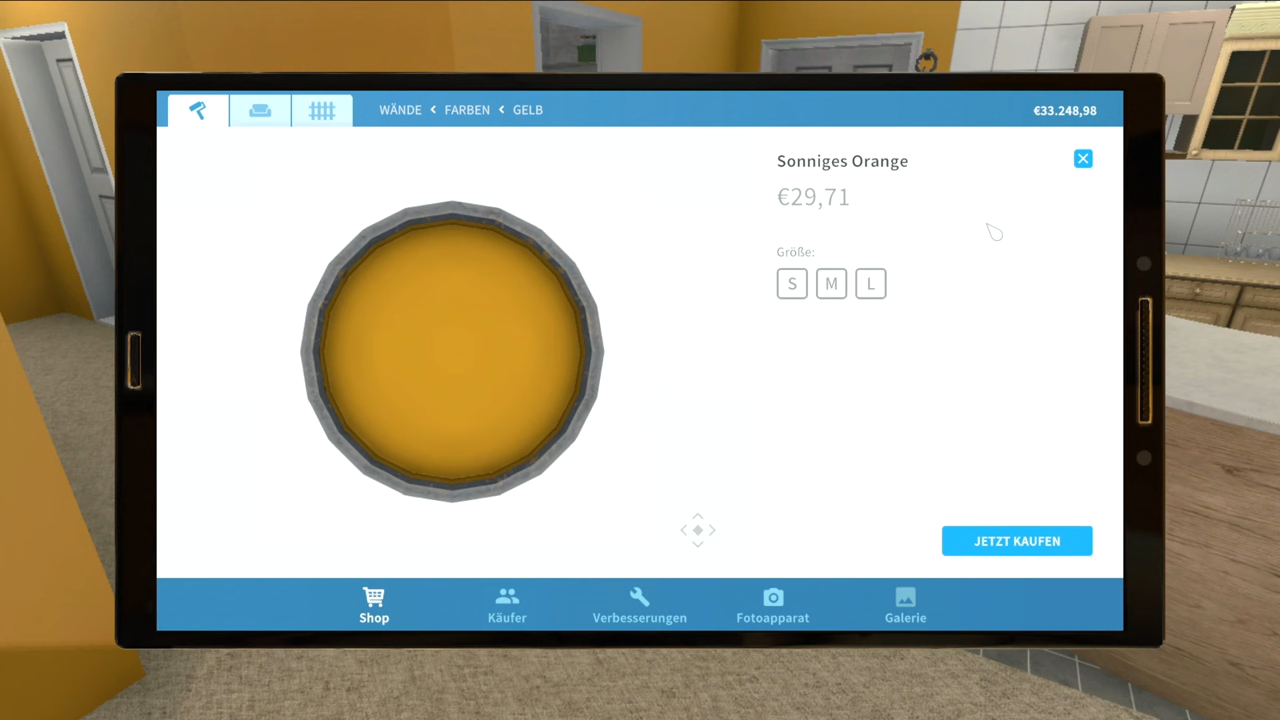 WÄNDE < FARBEN < GELB
€33.248,98
Sonniges Orange
€29,71
Größe:
S M L
JETZT KAUFEN
Shop
Käufer
Verbesserungen
Fotoapparat
Galerie